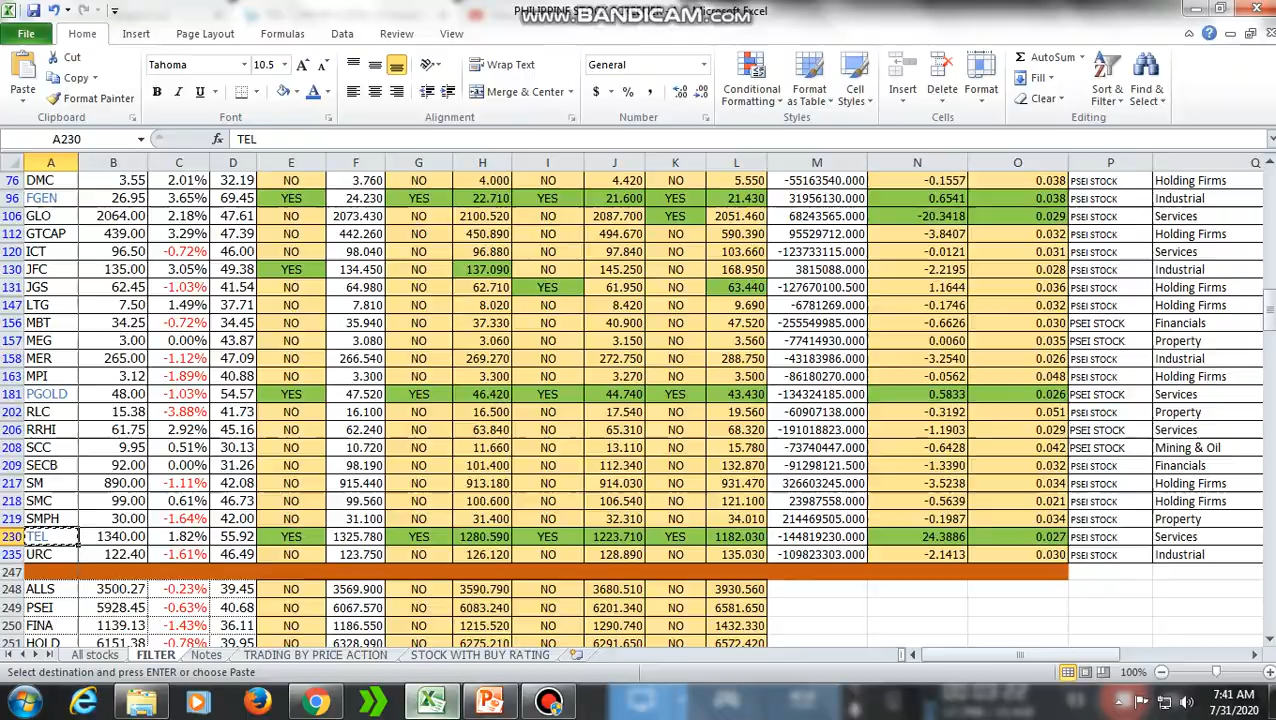 PHILIPPINE STOCK Microsoft Excel
www.BANDICAM.com
File Home Insert Page Layout Formulas Data Review View
Cut
Copy
Format Painter
Paste
Clipboard
Tahoma 10.5
B I U
Font
Wrap Text
Merge & Center
Alignment
General
$ % ,
Number
Conditional Formatting
Format as Table
Cell Styles
Styles
Insert Delete Format
Cells
AutoSum
Fill
Clear
Sort & Filter
Find & Select
Editing
A230 fx TEL
A B C D E F G H I J K L M N O P Q
76 DMC 3.55 2.01% 32.19 NO 3.760 NO 4.000 NO 4.420 NO 5.550 -55163540.000 -0.1557 0.038 PSEI STOCK Holding Firms
96 FGEN 26.95 3.65% 69.45 YES 24.230 YES 22.710 YES 21.600 YES 21.430 31956130.000 0.6541 0.038 PSEI STOCK Industrial
106 GLO 2064.00 2.18% 47.61 NO 2073.430 NO 2100.520 NO 2087.700 YES 2051.460 68243565.000 -20.3418 0.029 PSEI STOCK Services
112 GTCAP 439.00 3.29% 47.39 NO 442.260 NO 450.890 NO 494.670 NO 590.390 95529712.000 -3.8407 0.032 PSEI STOCK Holding Firms
120 ICT 96.50 -0.72% 46.00 NO 98.040 NO 96.880 NO 97.840 NO 103.660 -123733115.000 -0.0121 0.031 PSEI STOCK Services
130 JFC 135.00 3.05% 49.38 YES 134.450 NO 137.090 NO 145.250 NO 168.950 3815088.000 -2.2195 0.028 PSEI STOCK Industrial
131 JGS 62.45 -1.03% 41.54 NO 64.980 NO 62.710 YES 61.950 NO 63.440 -127670100.500 1.1644 0.036 PSEI STOCK Holding Firms
147 LTG 7.50 1.49% 37.71 NO 7.810 NO 8.020 NO 8.420 NO 9.690 -6781269.000 -0.1746 0.032 PSEI STOCK Holding Firms
156 MBT 34.25 -0.72% 34.45 NO 35.940 NO 37.330 NO 40.900 NO 47.520 -255549985.000 -0.6626 0.030 PSEI STOCK Financials
157 MEG 3.00 0.00% 43.87 NO 3.080 NO 3.060 NO 3.150 NO 3.560 -77414930.000 0.0060 0.035 PSEI STOCK Property
158 MER 265.00 -1.12% 47.09 NO 266.540 NO 269.270 NO 272.750 NO 288.750 -43183986.000 -3.2540 0.026 PSEI STOCK Industrial
163 MPI 3.12 -1.89% 40.88 NO 3.300 NO 3.300 NO 3.270 NO 3.500 -86180270.000 -0.0562 0.048 PSEI STOCK Holding Firms
181 PGOLD 48.00 -1.03% 54.57 YES 47.520 YES 46.420 YES 44.740 YES 43.430 -134324185.000 0.5833 0.026 PSEI STOCK Services
202 RLC 15.38 -3.88% 41.73 NO 16.100 NO 16.500 NO 17.540 NO 19.560 -60907138.000 -0.3192 0.051 PSEI STOCK Property
206 RRHI 61.75 2.92% 45.16 NO 62.240 NO 63.840 NO 65.310 NO 68.320 -191018823.000 -1.1903 0.029 PSEI STOCK Services
208 SCC 9.95 0.51% 30.13 NO 10.720 NO 11.660 NO 13.110 NO 15.780 -73740447.000 -0.6428 0.042 PSEI STOCK Mining & Oil
209 SECB 92.00 0.00% 31.26 NO 98.190 NO 101.400 NO 112.340 NO 132.870 -91298121.500 -1.3390 0.032 PSEI STOCK Financials
217 SM 890.00 -1.11% 42.08 NO 915.440 NO 913.180 NO 914.030 NO 931.470 326603245.000 -3.5238 0.034 PSEI STOCK Holding Firms
218 SMC 99.00 0.61% 46.73 NO 99.560 NO 100.600 NO 106.540 NO 121.100 23987558.000 -0.5639 0.021 PSEI STOCK Holding Firms
219 SMPH 30.00 -1.64% 42.00 NO 31.100 NO 31.400 NO 32.310 NO 34.010 214469505.000 -0.1987 0.034 PSEI STOCK Property
230 TEL 1340.00 1.82% 55.92 YES 1325.780 YES 1280.590 YES 1223.710 YES 1182.030 -144819230.000 24.3886 0.027 PSEI STOCK Services
235 URC 122.40 -1.61% 46.49 NO 123.750 NO 126.120 NO 128.890 NO 135.030 -109823303.000 -2.1413 0.030 PSEI STOCK Industrial
247
248 ALLS 3500.27 -0.23% 39.45 NO 3569.900 NO 3590.790 NO 3680.510 NO 3930.560
249 PSEI 5928.45 -0.63% 40.68 NO 6067.570 NO 6083.240 NO 6201.340 NO 6581.650
250 FINA 1139.13 -1.43% 36.11 NO 1186.550 NO 1215.520 NO 1290.740 NO 1432.330
251 HOLD 6151.38 -0.78% 39.95 NO 6328.990 NO 6275.210 NO 6291.650 NO 6572.420
All stocks FILTER Notes TRADING BY PRICE ACTION STOCK WITH BUY RATING
Select destination and press ENTER or choose Paste 100%
7:41 AM
7/31/2020